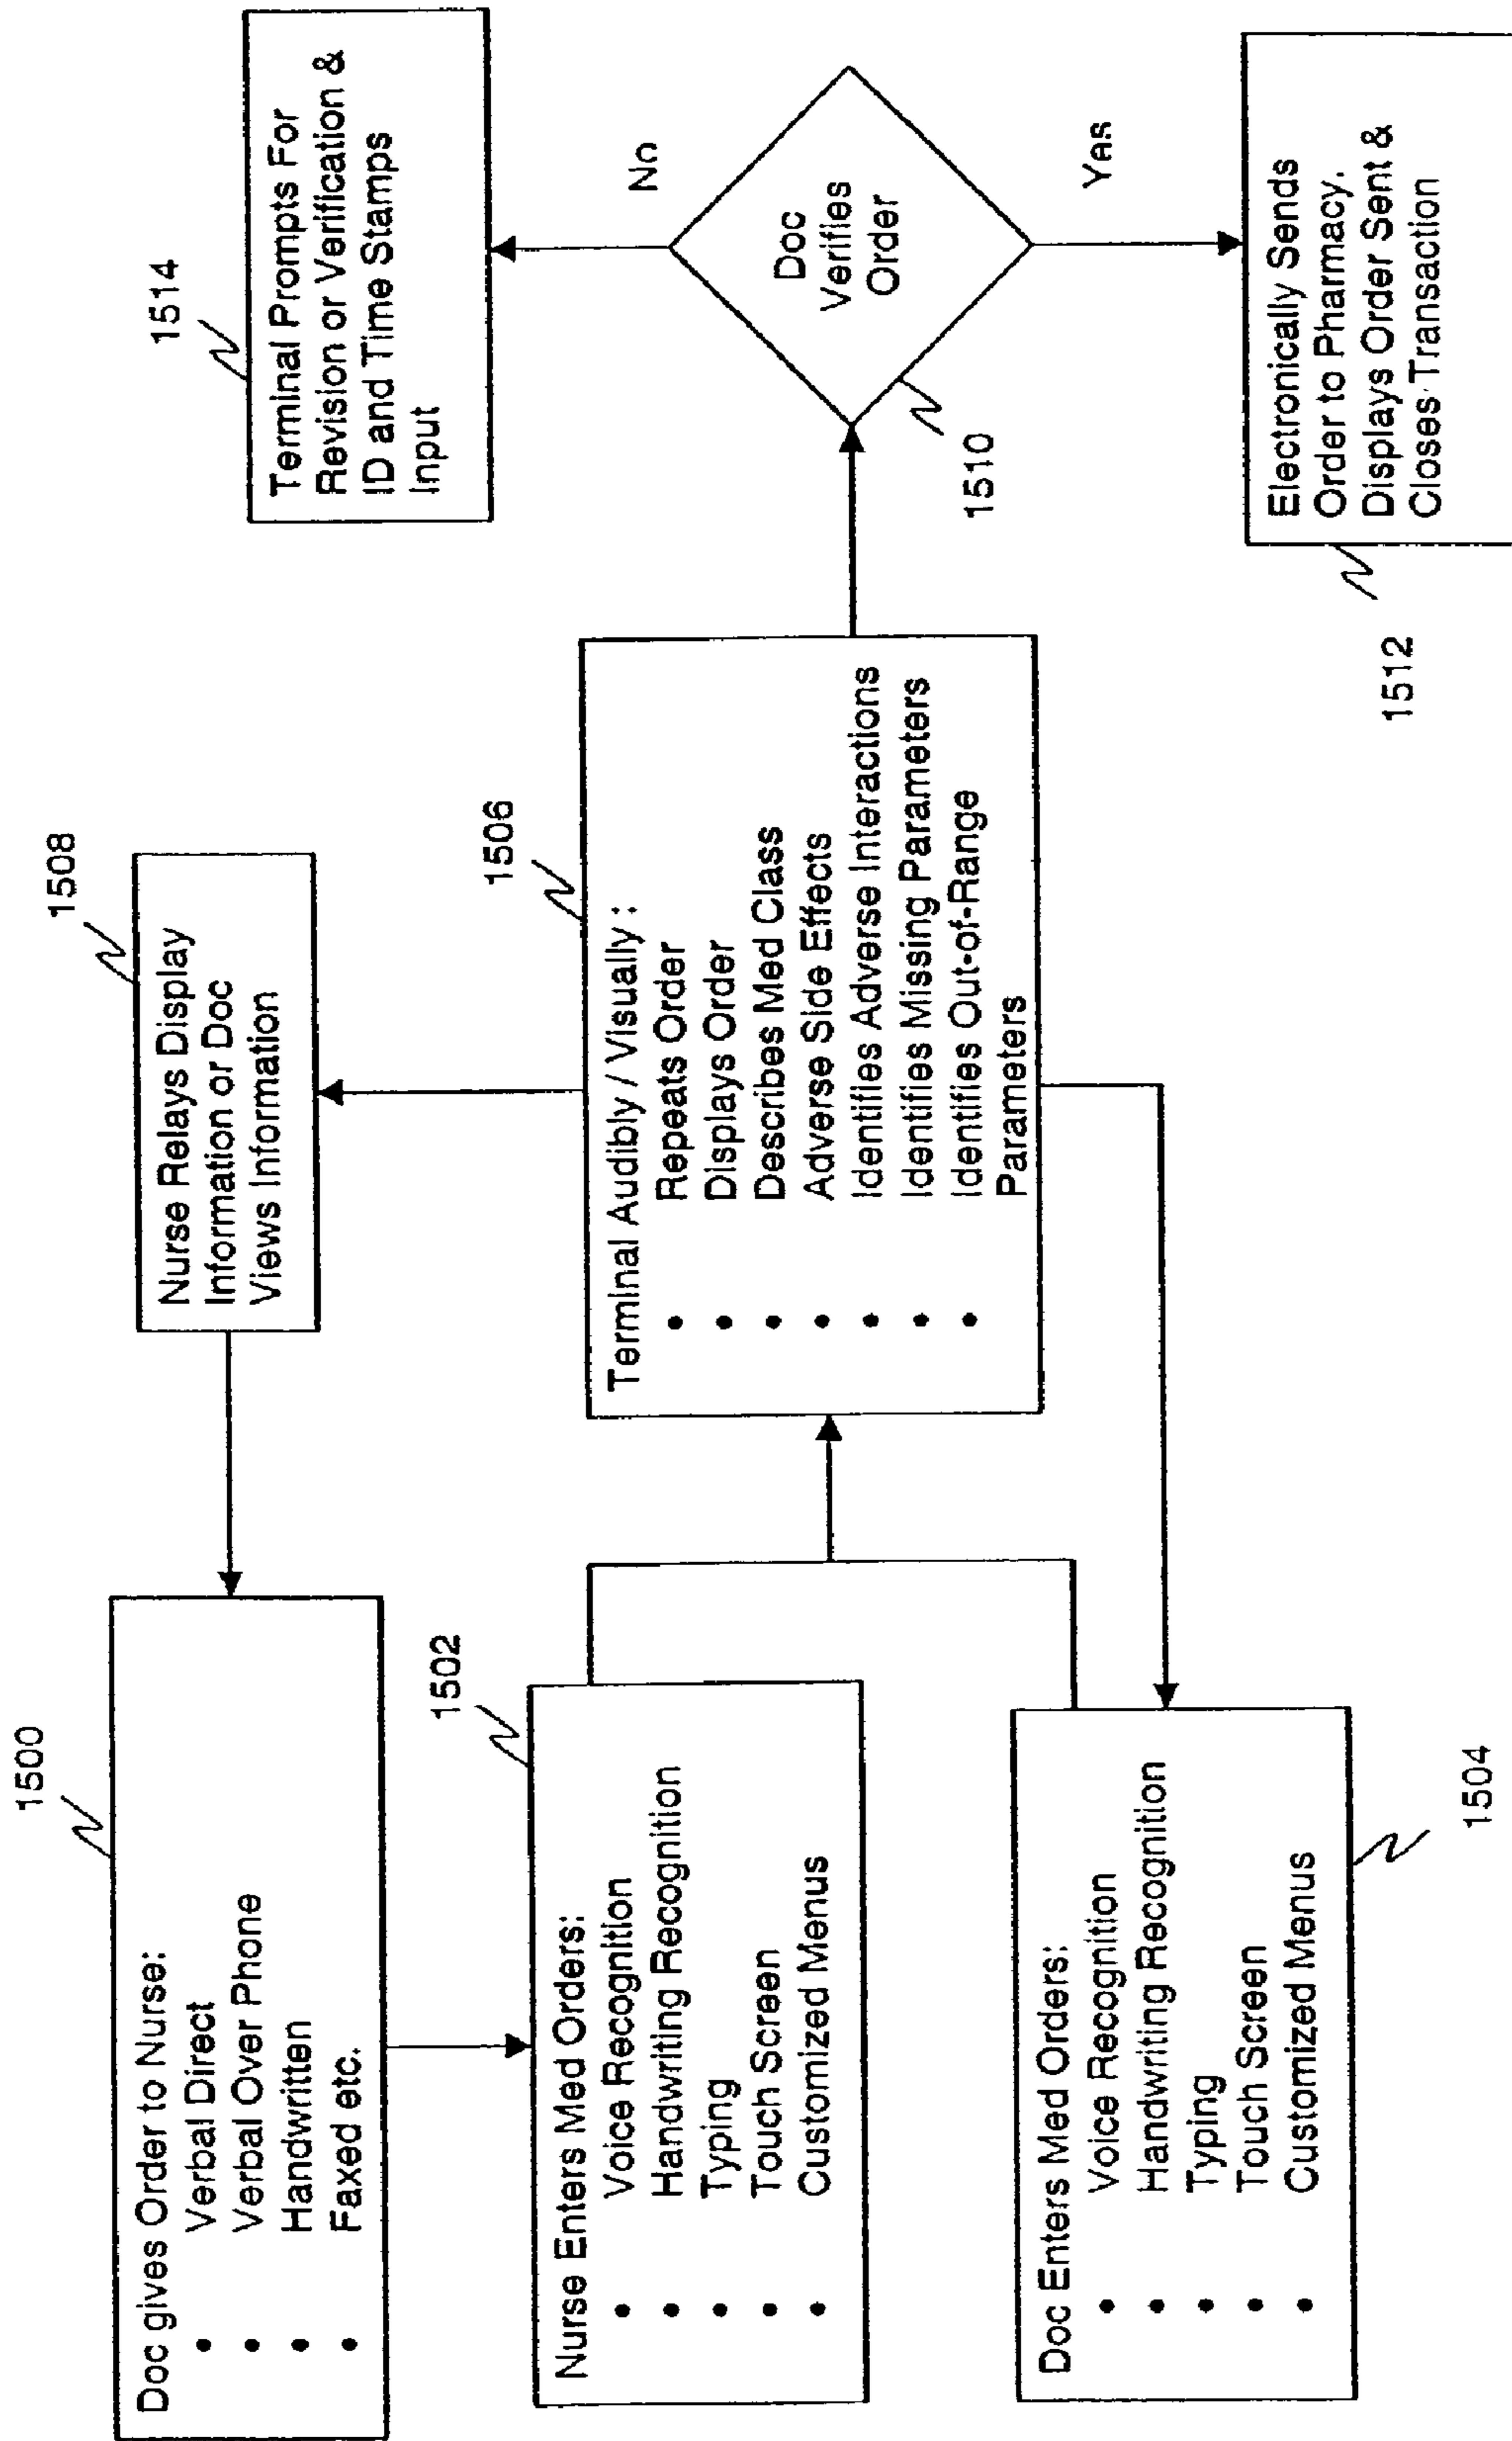 1500
Doc gives Order to Nurse:
• Verbal Direct
• Verbal Over Phone
• Handwritten
• Faxed etc.
1502
Nurse Enters Med Orders:
• Voice Recognition
• Handwriting Recognition
• Typing
• Touch Screen
• Customized Menus
Doc Enters Med Orders:
• Voice Recognition
• Handwriting Recognition
• Typing
• Touch Screen
• Customized Menus
1504
1508
Nurse Relays Display
Information or Doc
Views Information
1506
Terminal Audibly / Visually :
• Repeats Order
• Displays Order
• Describes Med Class
• Adverse Side Effects
• Identifies Adverse Interactions
• Identifies Missing Parameters
• Identifies Out-of-Range
Parameters
1514
Terminal Prompts For
Revision or Verification &
ID and Time Stamps
Input
No
Doc
Verifies
Order
1510
Yes
Electronically Sends
Order to Pharmacy.
Displays Order Sent &
Closes Transaction
1512